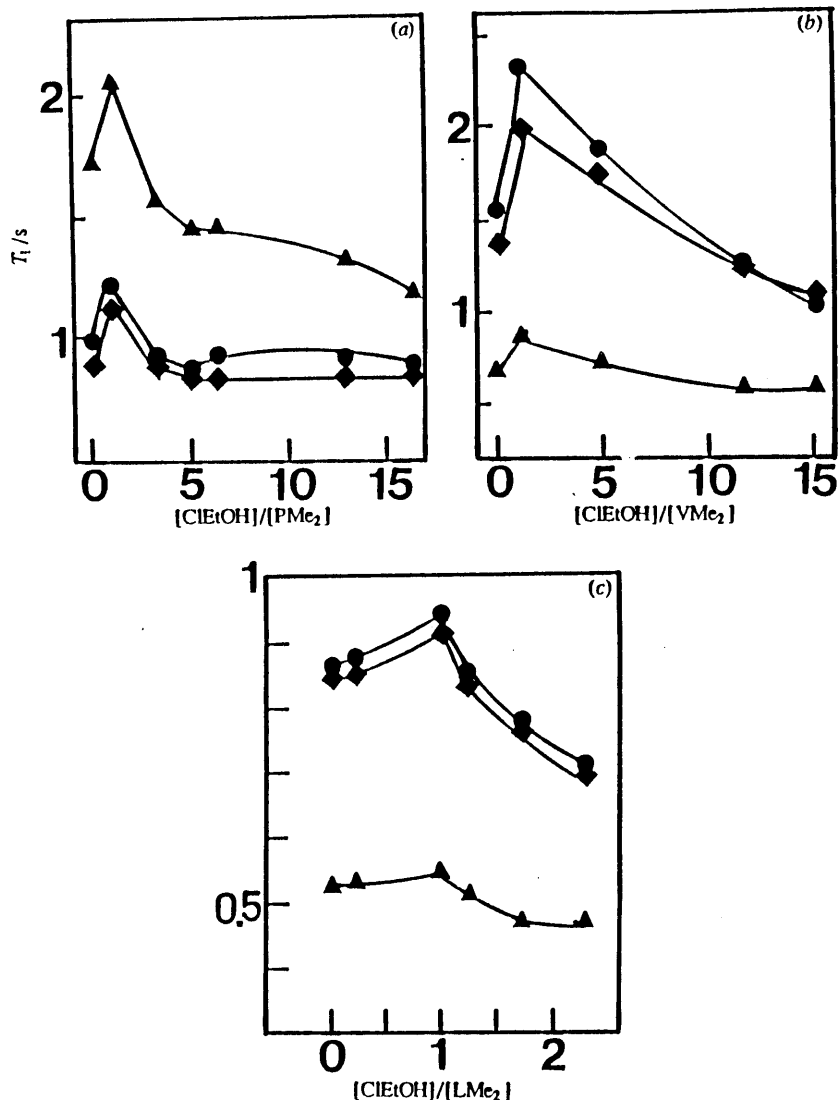 (a)
2
1
T₁/s
0 5 10 15
[ClEtOH]/[PMe₂]
(b)
2
1
0 5 10 15
[ClEtOH]/[VMe₂]
(c)
1
0.5
0 1 2
[ClEtOH]/[LMe₂]